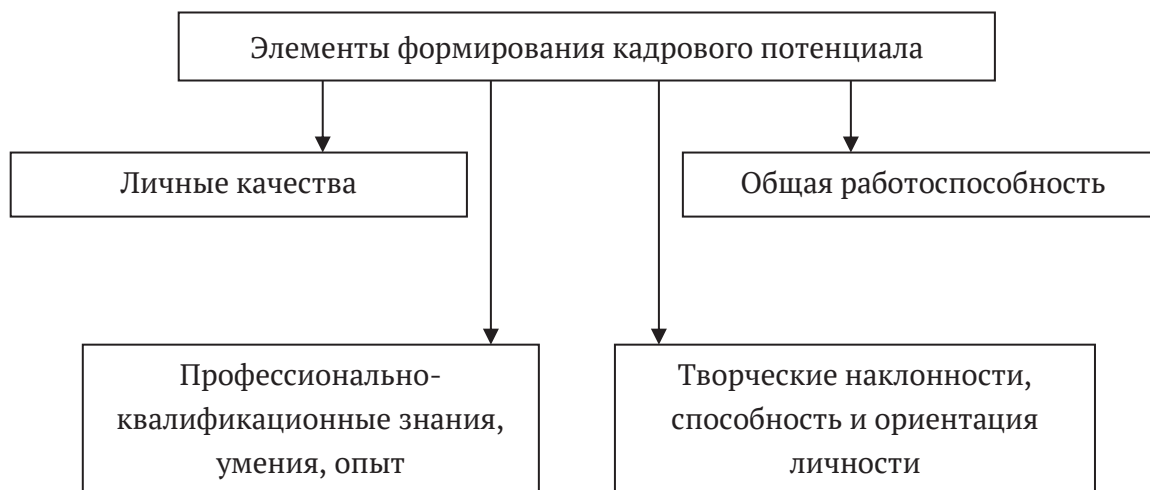 Элементы формирования кадрового потенциала
Личные качества
Общая работоспособность
Профессионально-
квалификационные знания,
умения, опыт
Творческие наклонности,
способность и ориентация
личности